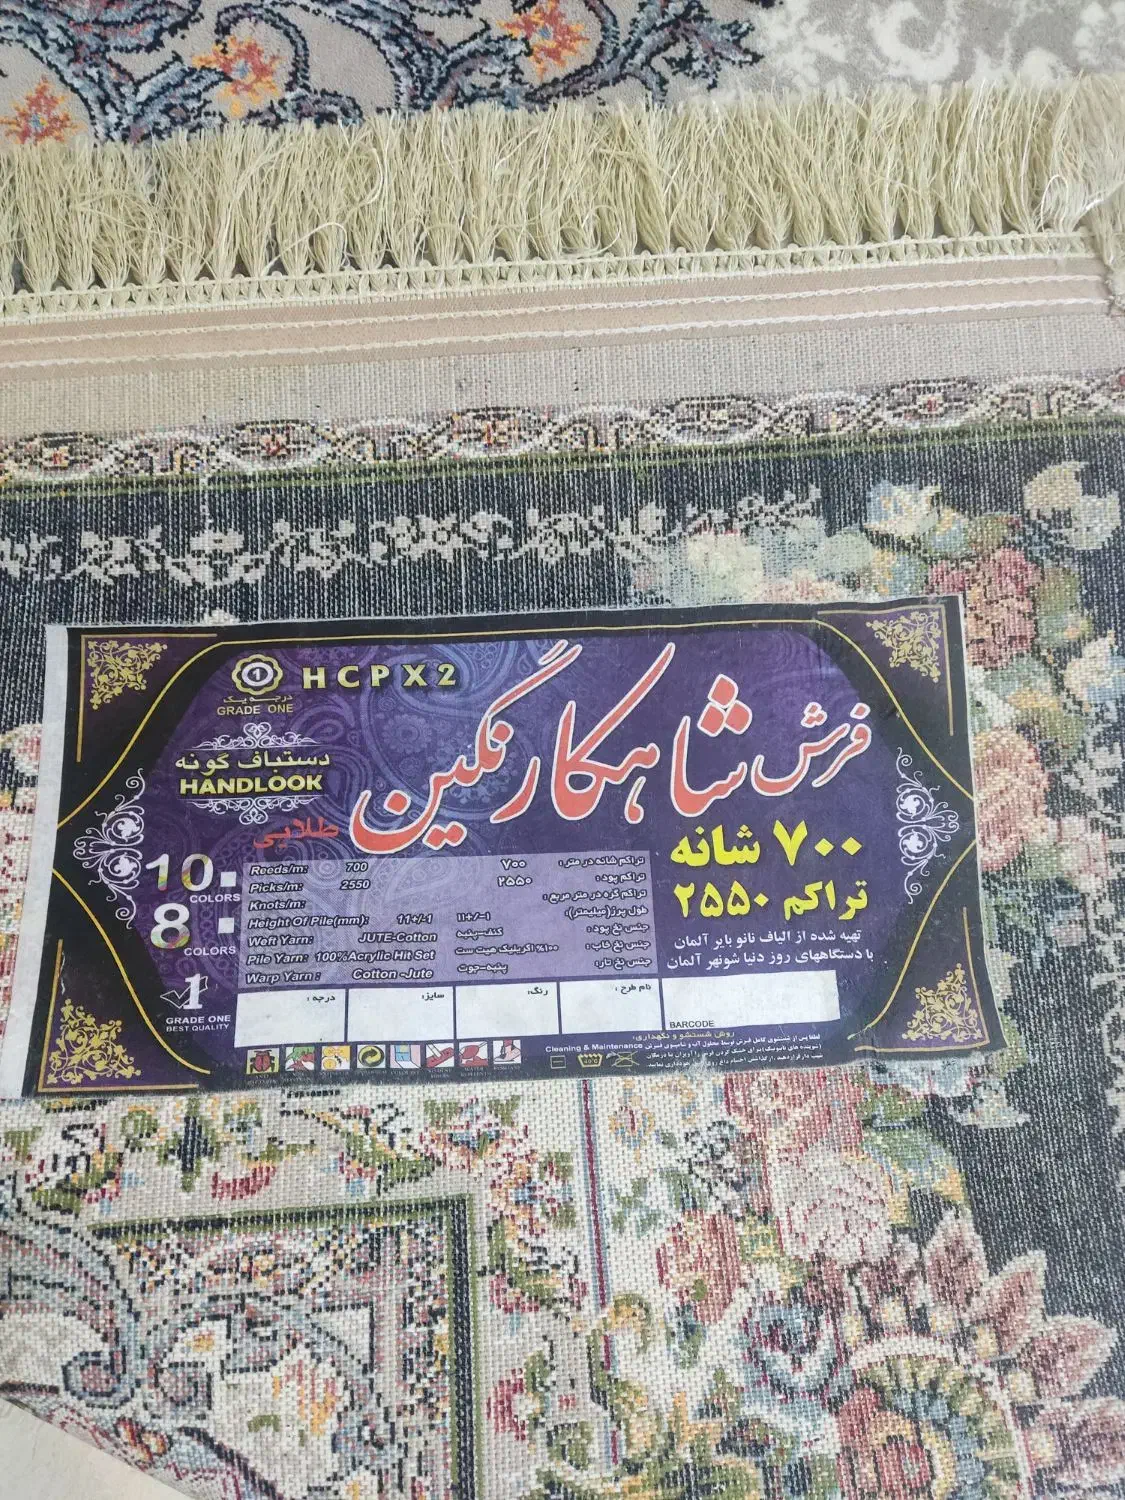 HCPX2
1
درجه یک
GRADE ONE
دستباف گونه
HANDLOOK
فرش شاهکار نگین
طلایی
۷۰۰ شانه
تراکم ۲۵۵۰
تهیه شده از الیاف نانو بایر آلمان
با دستگاههای روز دنیا شونهر آلمان
10 COLORS
8 COLORS
1
GRADE ONE
BEST QUALITY
Reeds/m: 700 ۷۰۰ تراکم شانه در متر:
Picks/m: 2550 ۲۵۵۰ تراکم پود:
Knots/m: تراکم گره در متر مربع:
Height Of Pile(mm): 11+/-1 ۱۱+/-۱ طول پرز(میلیمتر):
Weft Yarn: JUTE-Cotton کنف-پنبه جنس نخ پود:
Pile Yarn: 100%Acrylic Hit Set ۱۰۰% اکریلیک هیت ست جنس نخ خاب:
Warp Yarn: Cotton -Jute پنبه-جوت جنس نخ تار:
درجه:
سایز:
رنگ:
نام طرح:
BARCODE
روش شستشو و نگهداری:
Cleaning & Maintenance